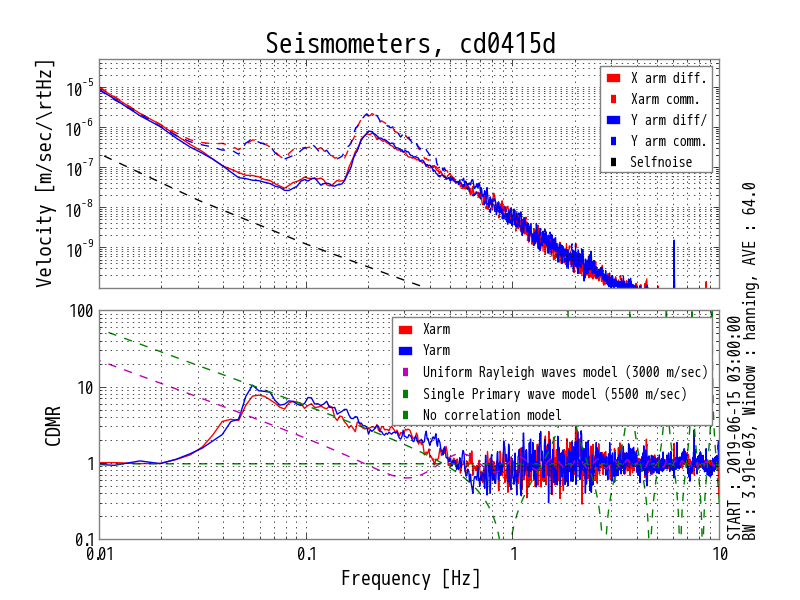 Seismometers, cd0415d
Velocity [m/sec/\rtHz]
10^-5
10^-6
10^-7
10^-8
10^-9
X arm diff.
Xarm comm.
Y arm diff/
Y arm comm.
Selfnoise
CDMR
100
10
1
0.1
Xarm
Yarm
Uniform Rayleigh waves model (3000 m/sec)
Single Primary wave model (5500 m/sec)
No correlation model
0.01
0.1
1
10
Frequency [Hz]
START : 2019-06-15 03:00:00
BW : 3.91e-03, Window : hanning, AVE : 64.0